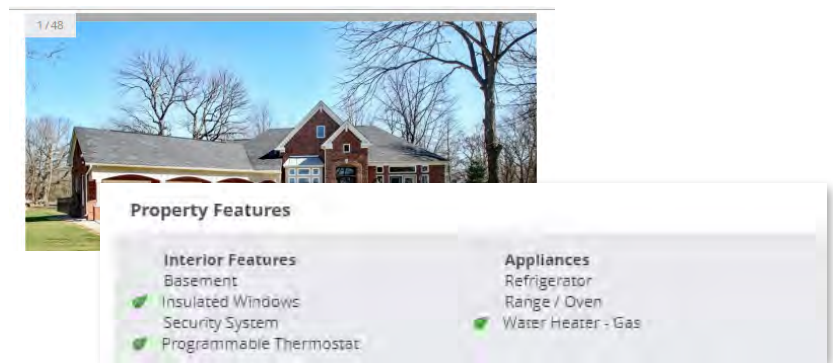 1/48
Property Features
Interior Features
Basement
Insulated Windows
Security System
Programmable Thermostat
Appliances
Refrigerator
Range / Oven
Water Heater - Gas